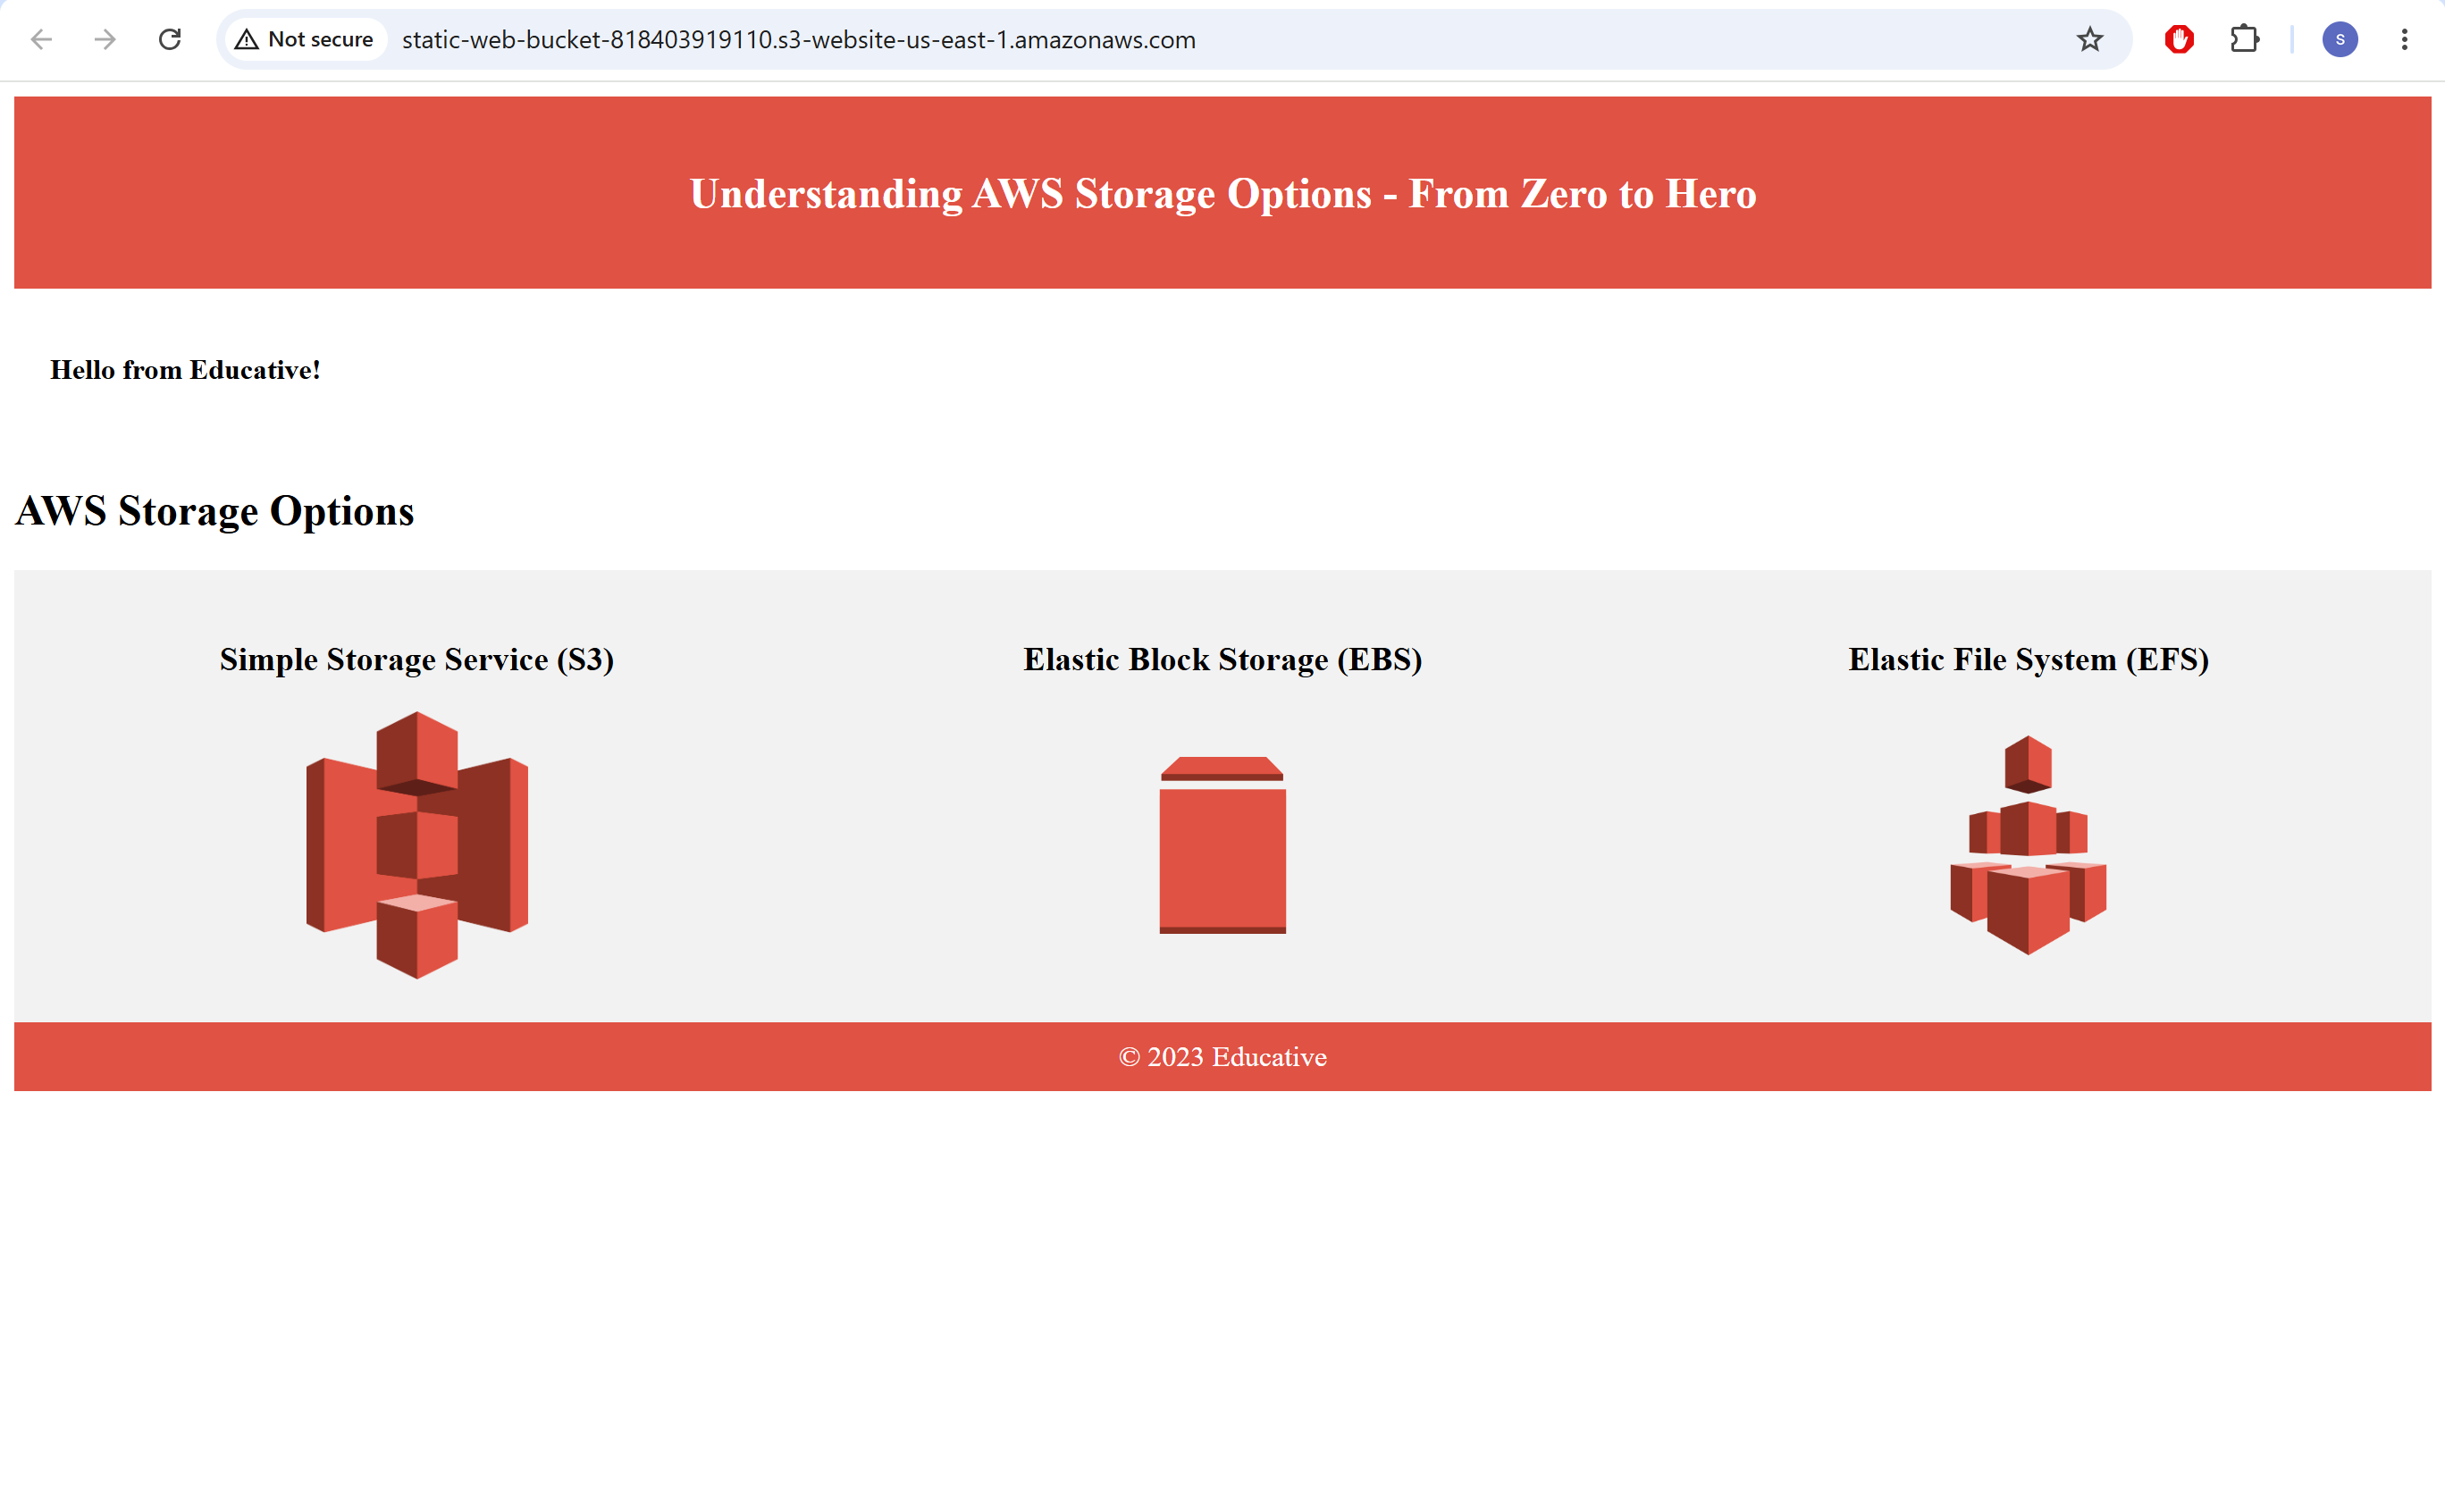 Not secure static-web-bucket-818403919110.s3-website-us-east-1.amazonaws.com
S
Understanding AWS Storage Options - From Zero to Hero
Hello from Educative!
AWS Storage Options
Simple Storage Service (S3)
Elastic Block Storage (EBS)
Elastic File System (EFS)
© 2023 Educative